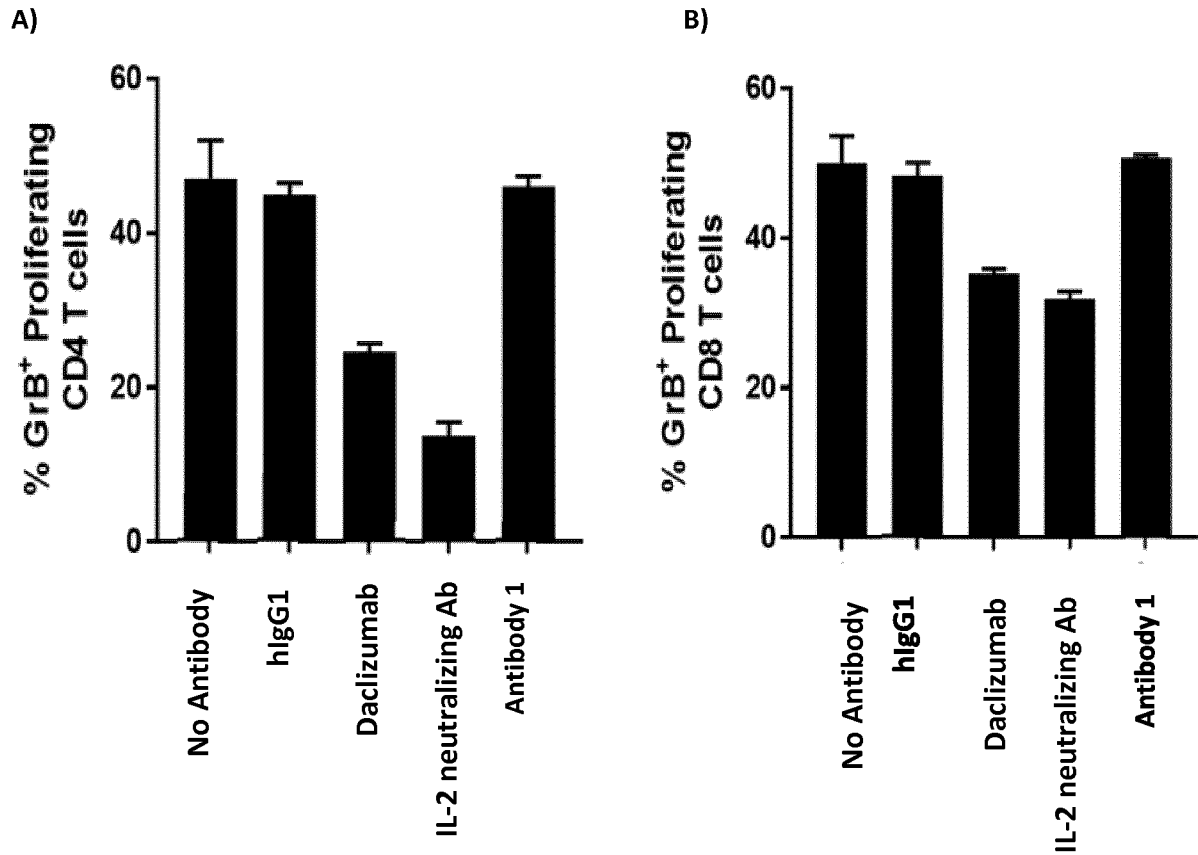 A)
% GrB+ Proliferating
CD4 T cells
60
40
20
0
No Antibody
hIgG1
Daclizumab
IL-2 neutralizing Ab
Antibody 1
B)
% GrB+ Proliferating
CD8 T cells
60
40
20
0
No Antibody
hIgG1
Daclizumab
IL-2 neutralizing Ab
Antibody 1